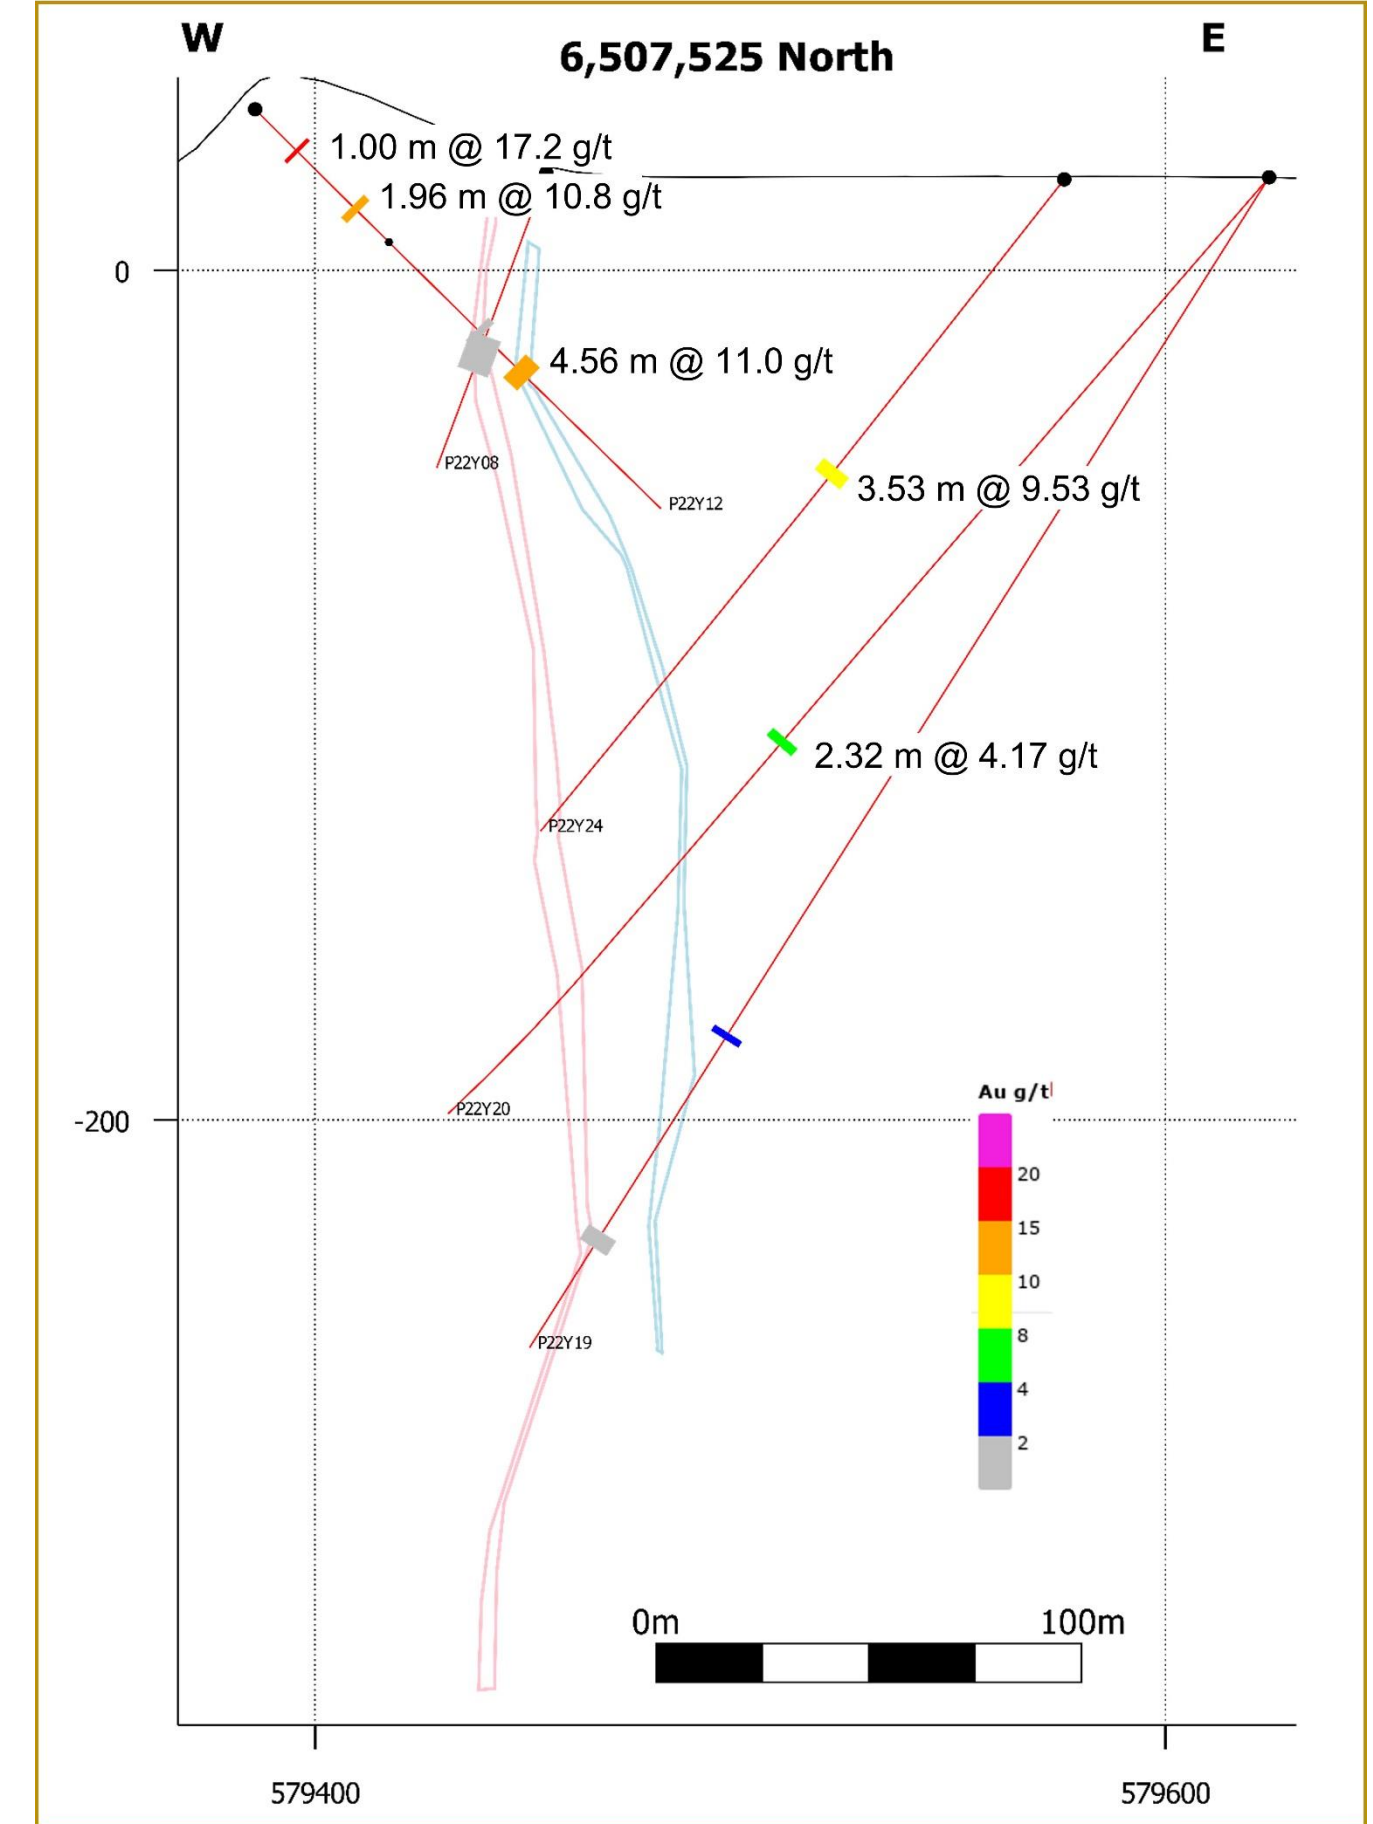 W
E
6,507,525 North
1.00 m @ 17.2 g/t
1.96 m @ 10.8 g/t
0
4.56 m @ 11.0 g/t
P22Y08
P22Y12
3.53 m @ 9.53 g/t
2.32 m @ 4.17 g/t
P22Y24
P22Y20
-200
Au g/t
20
15
10
8
4
2
P22Y19
0m
100m
579400
579600